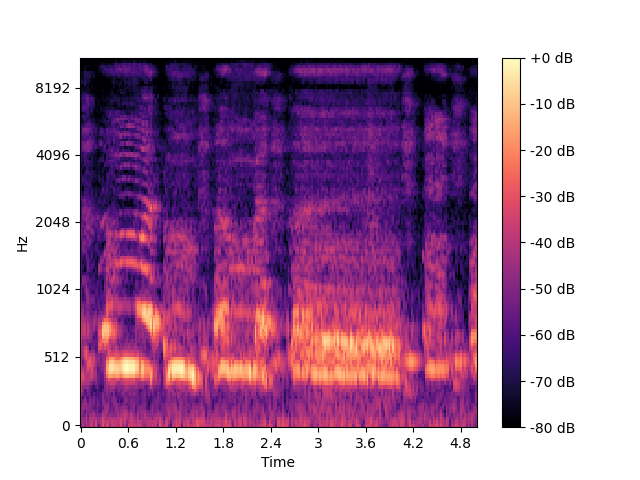 8192
4096
2048
1024
512
0
Hz
0 0.6 1.2 1.8 2.4 3 3.6 4.2 4.8
Time
+0 dB
-10 dB
-20 dB
-30 dB
-40 dB
-50 dB
-60 dB
-70 dB
-80 dB